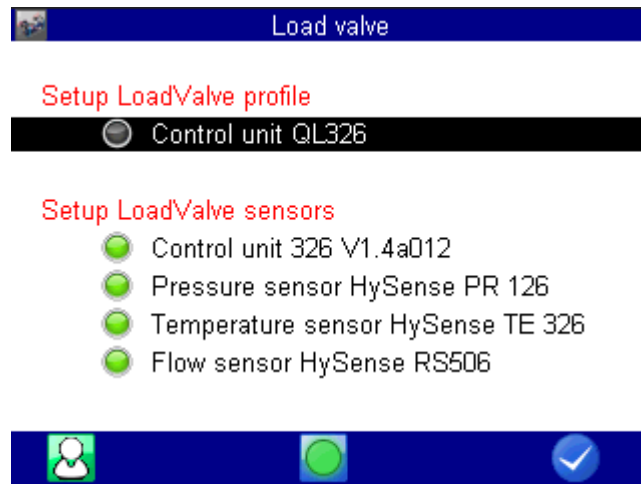 Load valve
Setup LoadValve profile
Control unit QL326
Setup LoadValve sensors
Control unit 326 V1.4a012
Pressure sensor HySense PR 126
Temperature sensor HySense TE 326
Flow sensor HySense RS506